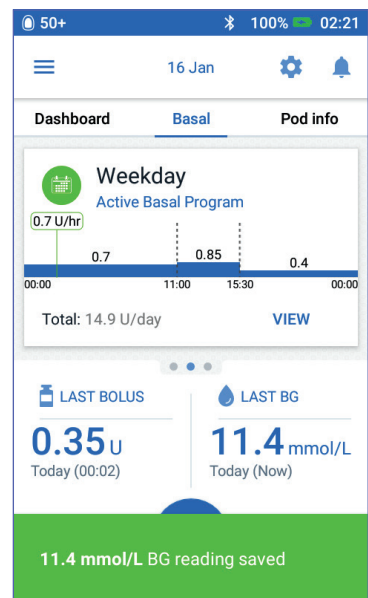 50+ 100% 02:21
16 Jan
Dashboard Basal Pod info
Weekday
Active Basal Program
0.7 U/hr
0.7 0.85 0.4
00:00 11:00 15:30 00:00
Total: 14.9 U/day VIEW
LAST BOLUS LAST BG
0.35 U 11.4 mmol/L
Today (00:02) Today (Now)
11.4 mmol/L BG reading saved